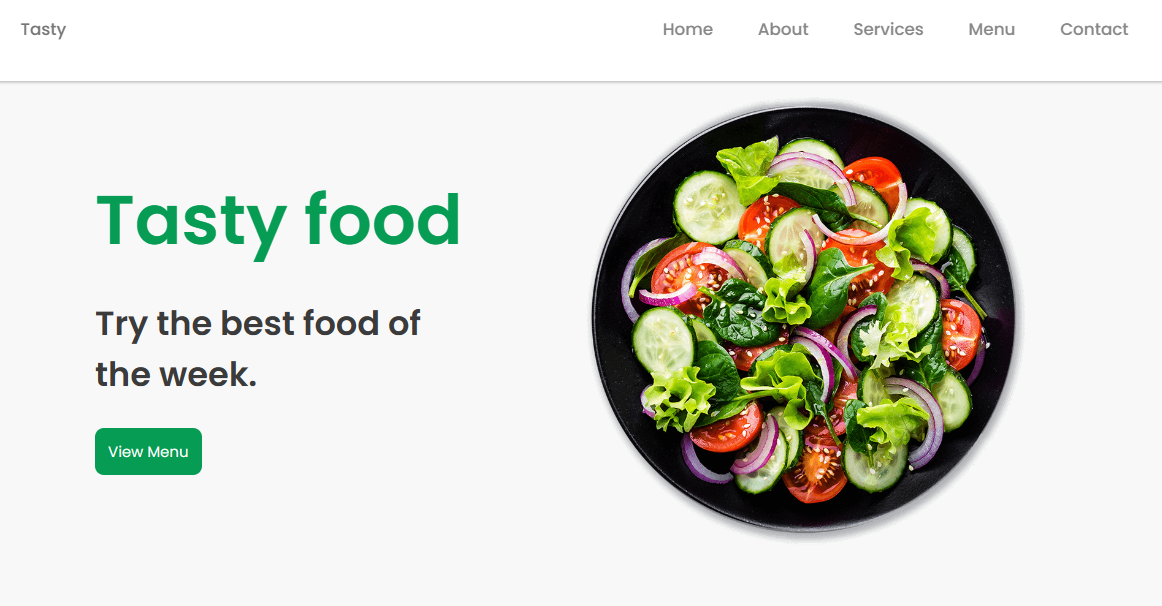 Tasty
Home About Services Menu Contact
Tasty food
Try the best food of
the week.
View Menu